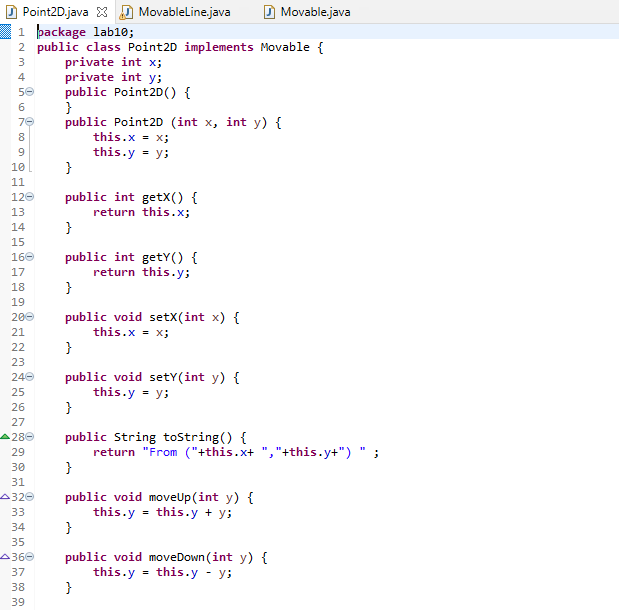 Point2D.java MovableLine.java Movable.java
1 package lab10;
2 public class Point2D implements Movable {
3     private int x;
4     private int y;
5     public Point2D() {
6     }
7     public Point2D (int x, int y) {
8         this.x = x;
9         this.y = y;
10     }
11
12     public int getX() {
13         return this.x;
14     }
15
16     public int getY() {
17         return this.y;
18     }
19
20     public void setX(int x) {
21         this.x = x;
22     }
23
24     public void setY(int y) {
25         this.y = y;
26     }
27
28     public String toString() {
29         return "From ("+this.x+ ","+this.y+") " ;
30     }
31
32     public void moveUp(int y) {
33         this.y = this.y + y;
34     }
35
36     public void moveDown(int y) {
37         this.y = this.y - y;
38     }
39